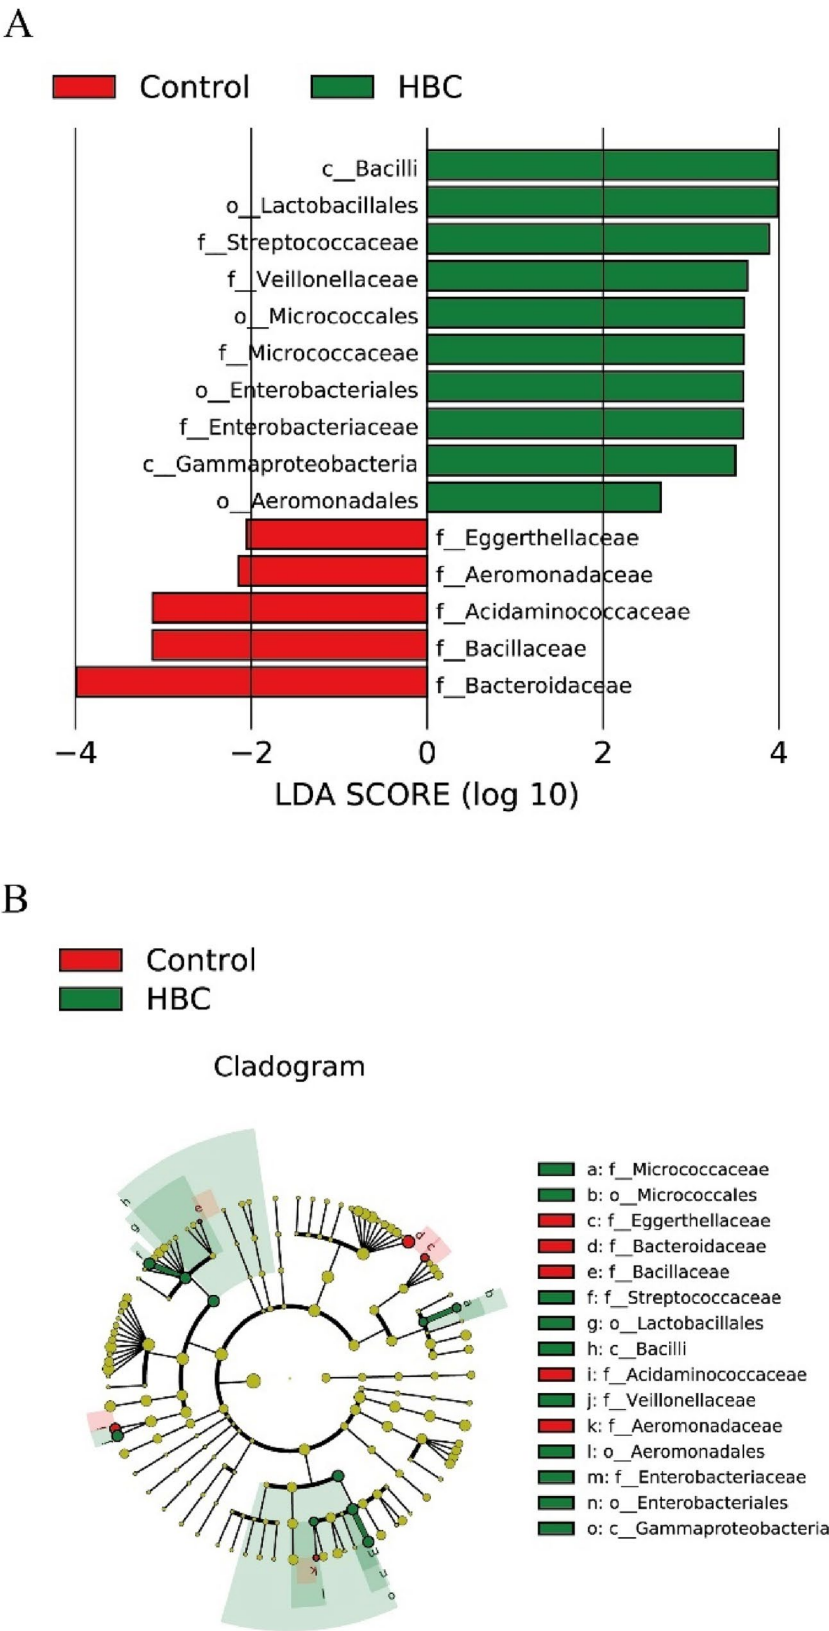 A
Control HBC
c__Bacilli
o__Lactobacillales
f__Streptococcaceae
f__Veillonellaceae
o__Micrococcales
f__Micrococcaceae
o__Enterobacteriales
f__Enterobacteriaceae
c__Gammaproteobacteria
o__Aeromonadales
f__Eggerthellaceae
f__Aeromonadaceae
f__Acidaminococcaceae
f__Bacillaceae
f__Bacteroidaceae
−4 −2 0 2 4
LDA SCORE (log 10)
B
Control
HBC
Cladogram
h
g
e
d
c
a b
k
l
m
n
o
a: f__Micrococcaceae
b: o__Micrococcales
c: f__Eggerthellaceae
d: f__Bacteroidaceae
e: f__Bacillaceae
f: f__Streptococcaceae
g: o__Lactobacillales
h: c__Bacilli
i: f__Acidaminococcaceae
j: f__Veillonellaceae
k: f__Aeromonadaceae
l: o__Aeromonadales
m: f__Enterobacteriaceae
n: o__Enterobacteriales
o: c__Gammaproteobacteria